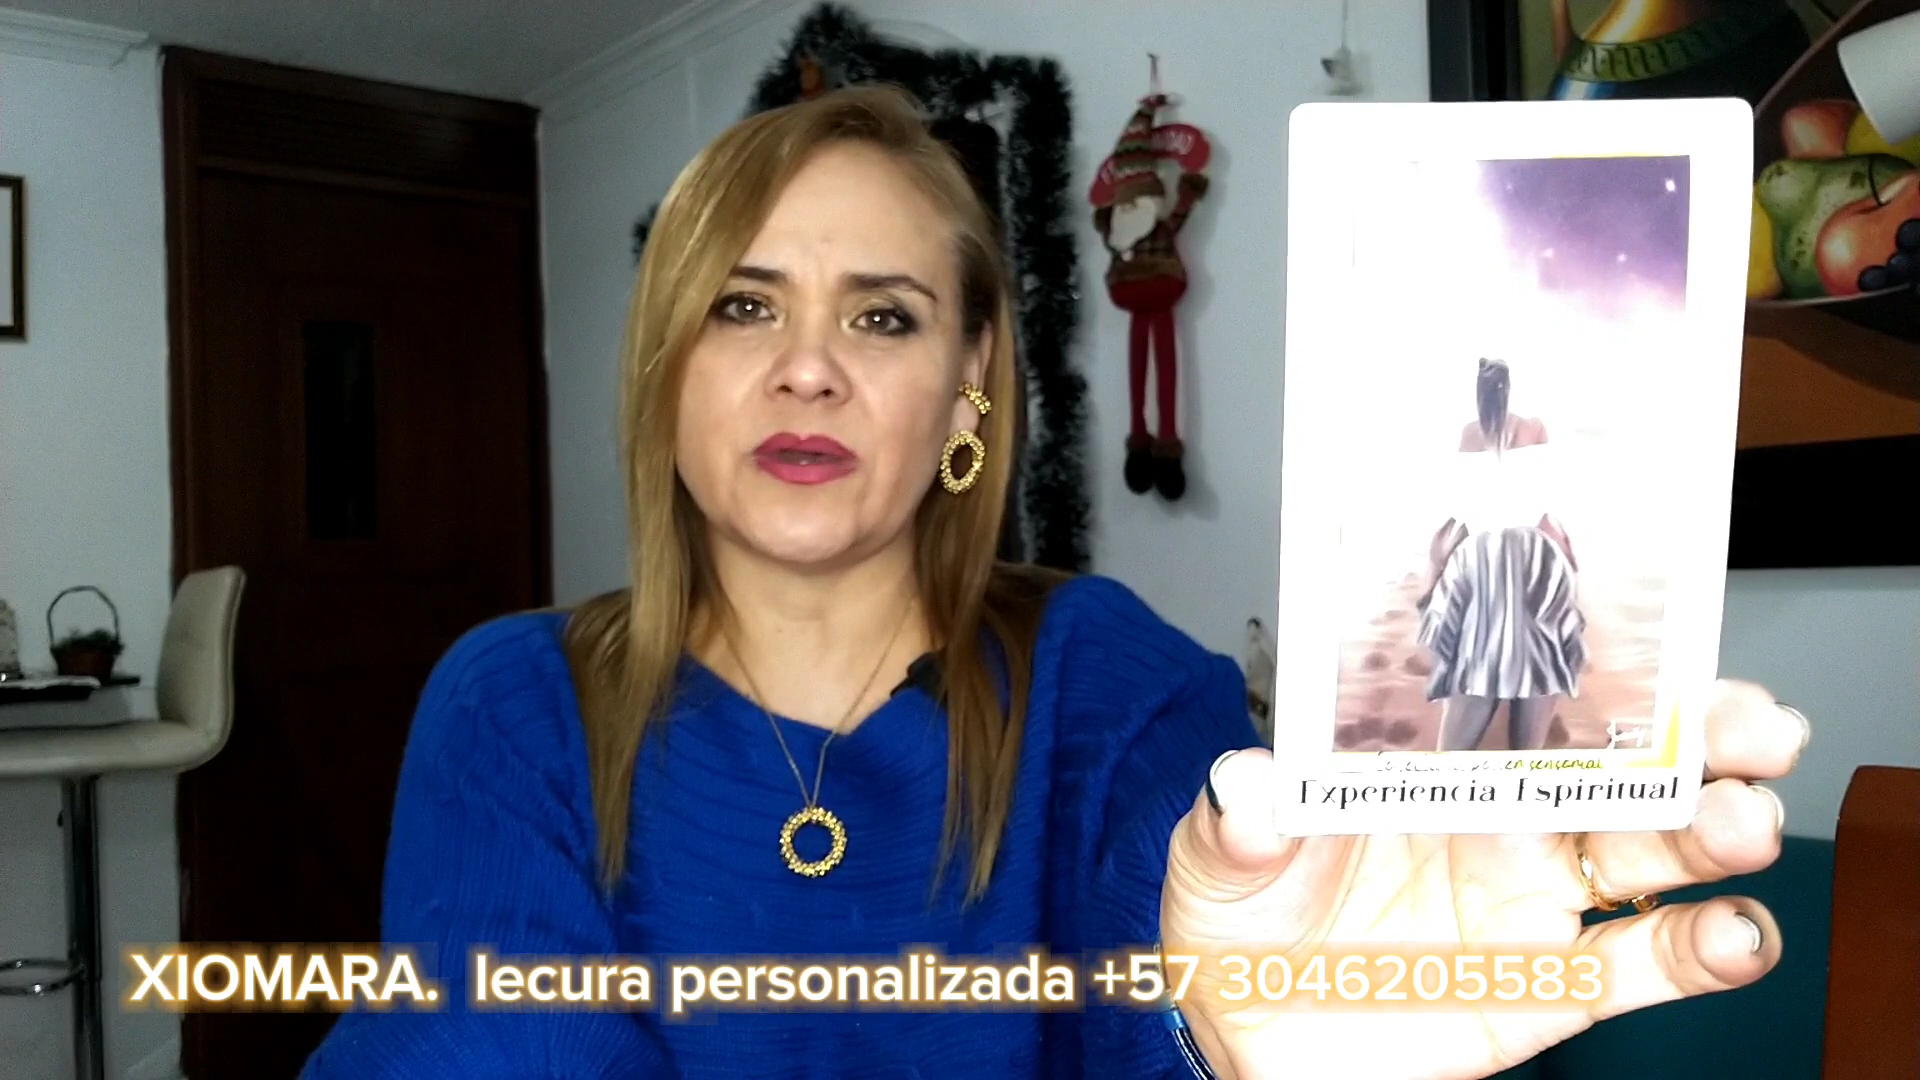 Experiencia Espiritual
XIOMARA. lecura personalizada +57 3046205583